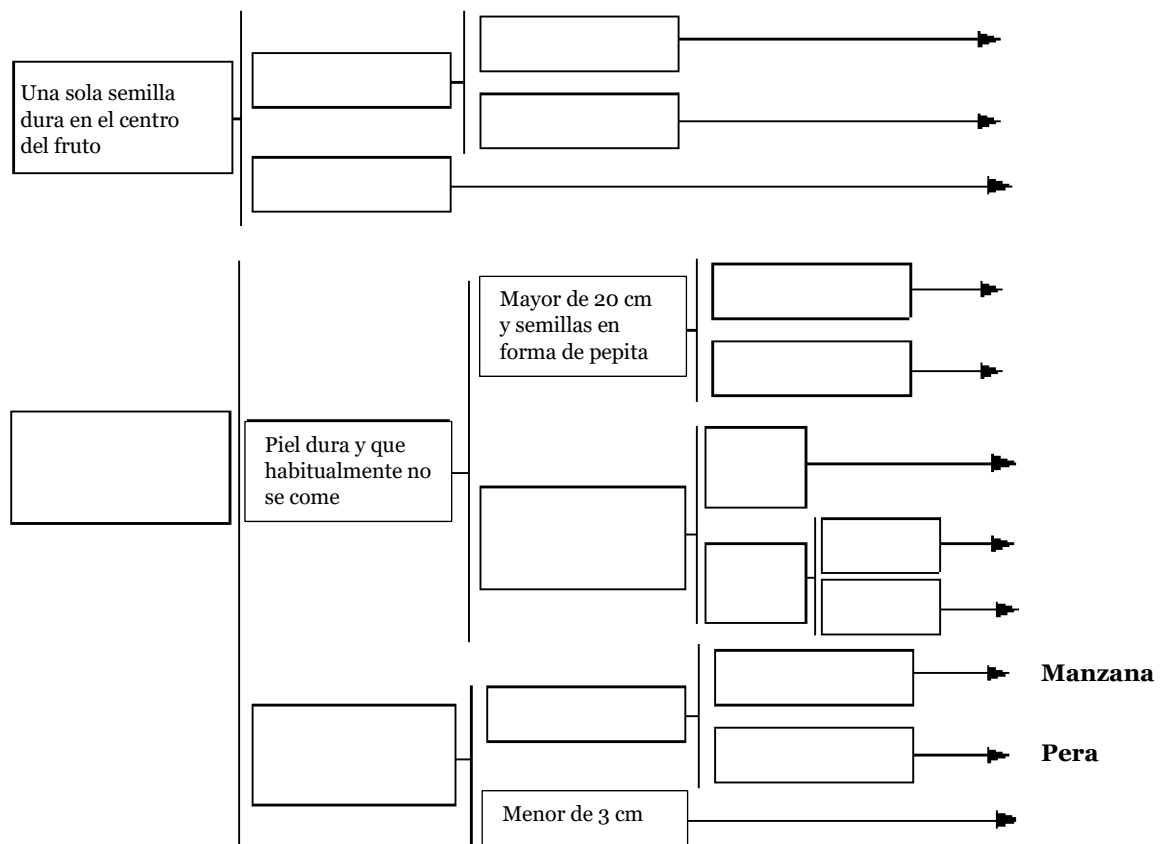 Una sola semilla
dura en el centro
del fruto
Mayor de 20 cm
y semillas en
forma de pepita
Piel dura y que
habitualmente no
se come
Manzana
Pera
Menor de 3 cm